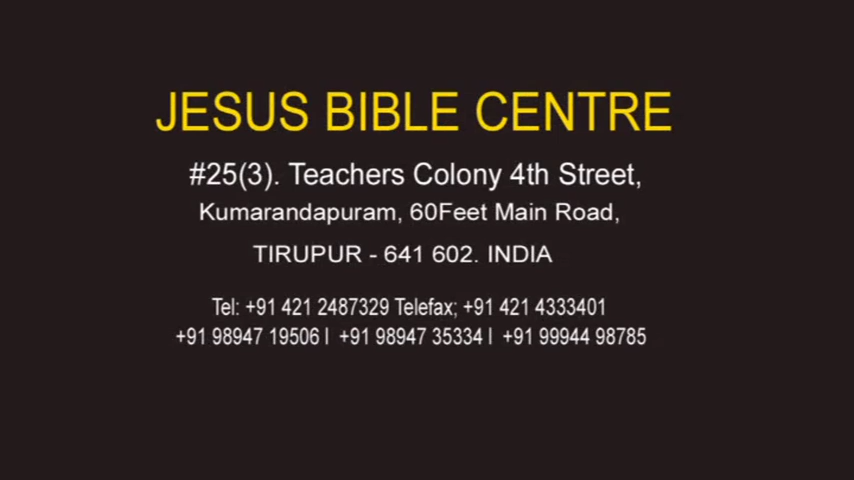 JESUS BIBLE CENTRE
#25(3). Teachers Colony 4th Street,
Kumarandapuram, 60Feet Main Road,
TIRUPUR - 641 602. INDIA
Tel: +91 421 2487329 Telefax; +91 421 4333401
+91 98947 19506 l +91 98947 35334 l +91 99944 98785